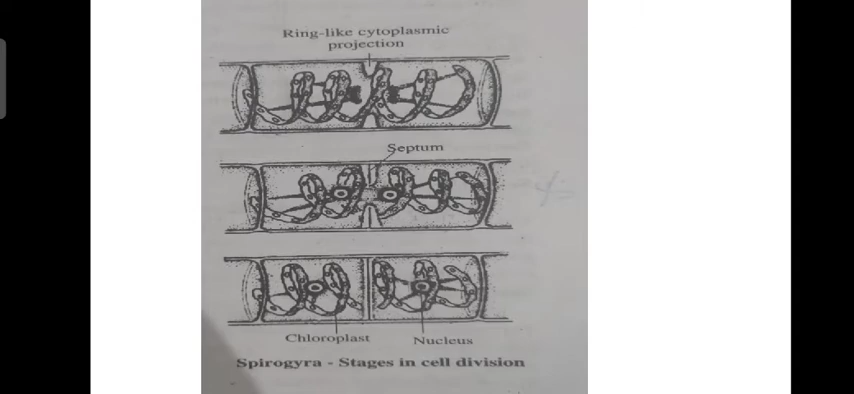 Ring-like cytoplasmic
projection
Septum
Chloroplast
Nucleus
Spirogyra - Stages in cell division